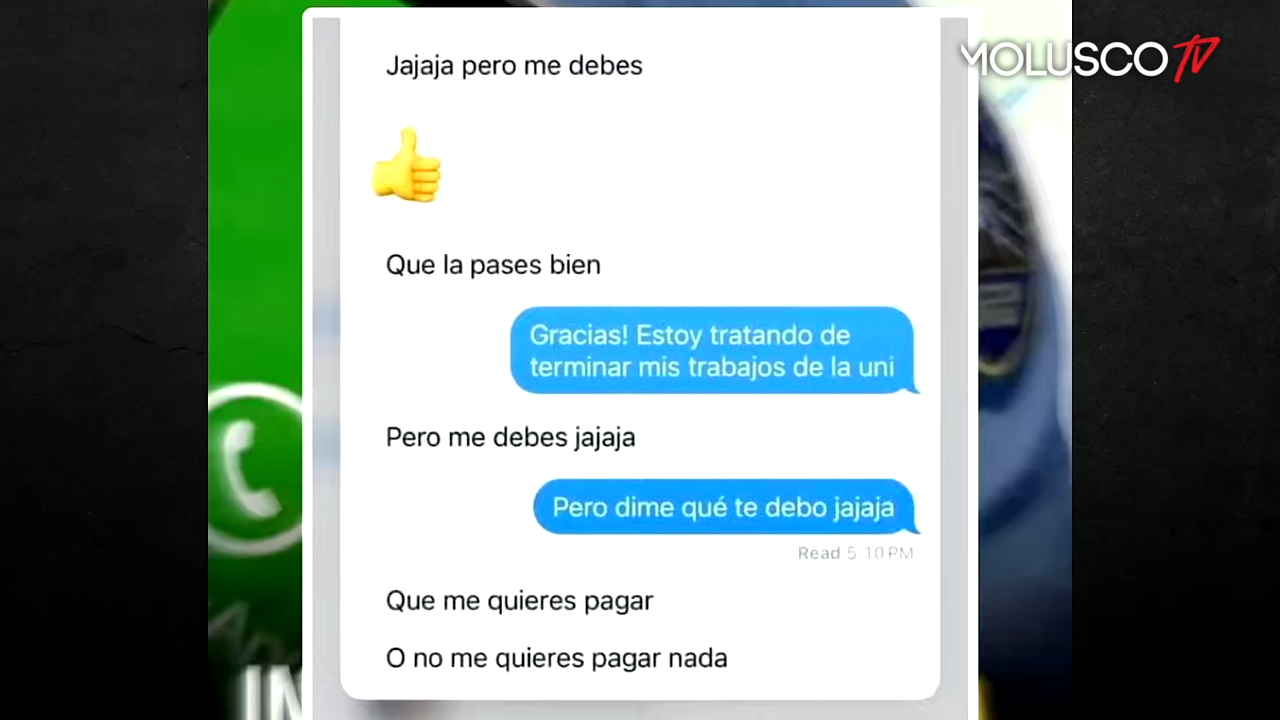 MOLUSCO TV
Jajaja pero me debes
Que la pases bien
Gracias! Estoy tratando de
terminar mis trabajos de la uni
Pero me debes jajaja
Pero dime qué te debo jajaja
Read 5:10 PM
Que me quieres pagar
O no me quieres pagar nada
IN